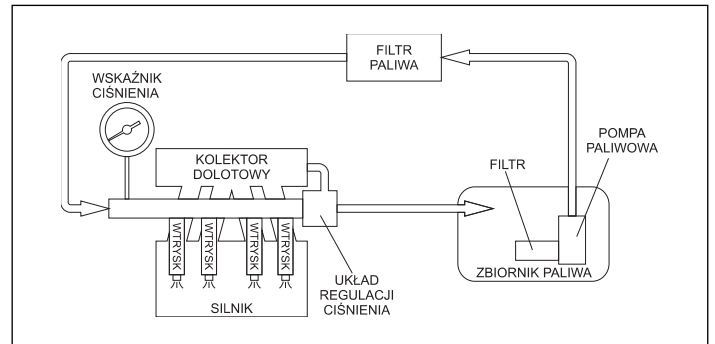 FILTR
PALIWA
WSKAŹNIK
CIŚNIENIA
KOLEKTOR
DOLOTOWY
POMPA
PALIWOWA
FILTR
WTRYSK
WTRYSK
WTRYSK
WTRYSK
ZBIORNIK PALIWA
UKŁAD
REGULACJI
CIŚNIENIA
SILNIK